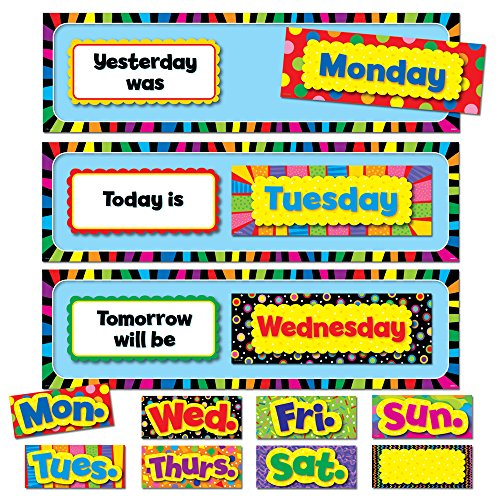 Yesterday
was
Monday
Today is
Tuesday
Tomorrow
will be
Wednesday
Mon. Wed. Fri. Sun.
Tues. Thurs. Sat.